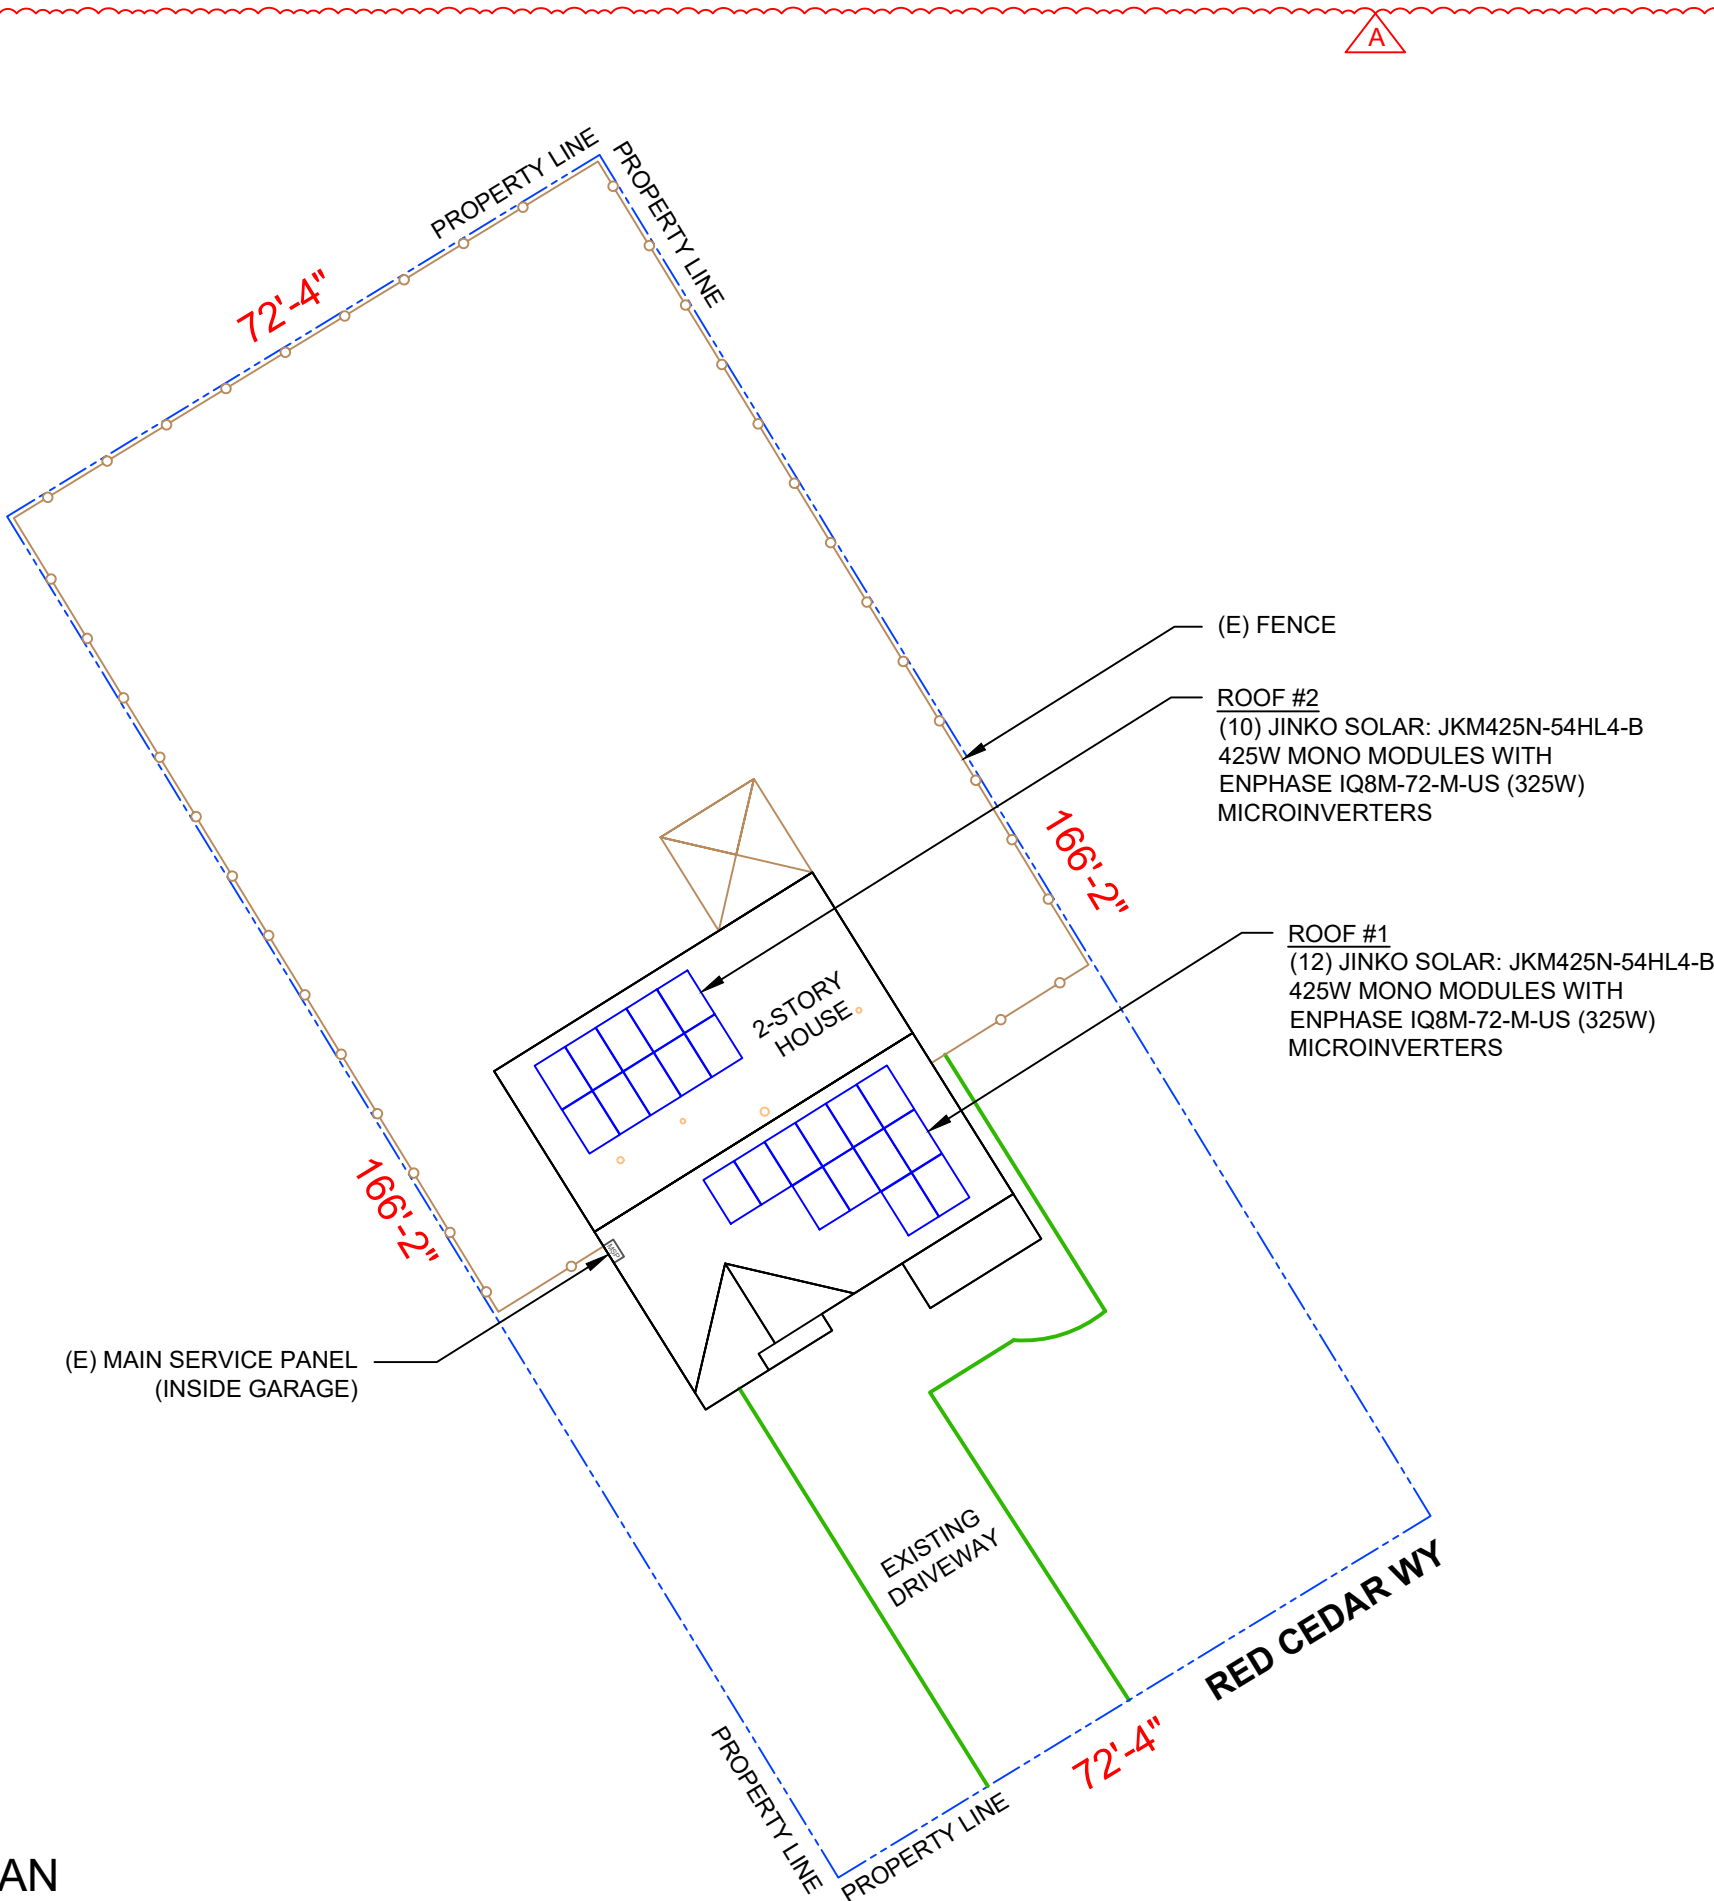 A
PROPERTY LINE
PROPERTY LINE
72'-4"
(E) FENCE
ROOF #2
(10) JINKO SOLAR: JKM425N-54HL4-B
425W MONO MODULES WITH
ENPHASE IQ8M-72-M-US (325W)
MICROINVERTERS
166'-2"
ROOF #1
(12) JINKO SOLAR: JKM425N-54HL4-B
425W MONO MODULES WITH
ENPHASE IQ8M-72-M-US (325W)
MICROINVERTERS
2-STORY
HOUSE
166'-2"
MSP
(E) MAIN SERVICE PANEL
(INSIDE GARAGE)
EXISTING
DRIVEWAY
RED CEDAR WY
72'-4"
PROPERTY LINE
PROPERTY LINE
AN